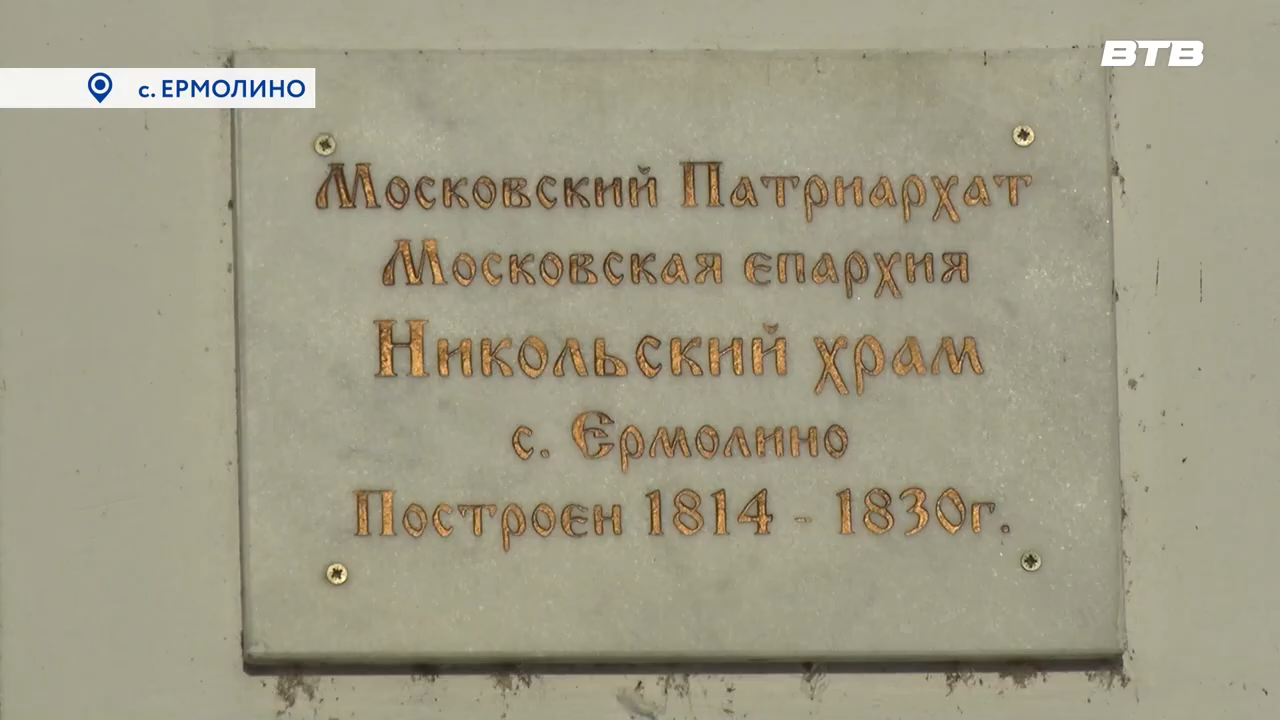 с. ЕРМОЛИНО
ВТВ
Московский Патриархат
Московская епархия
Никольский храм
с. Ермолино
Построен 1814 - 1830г.